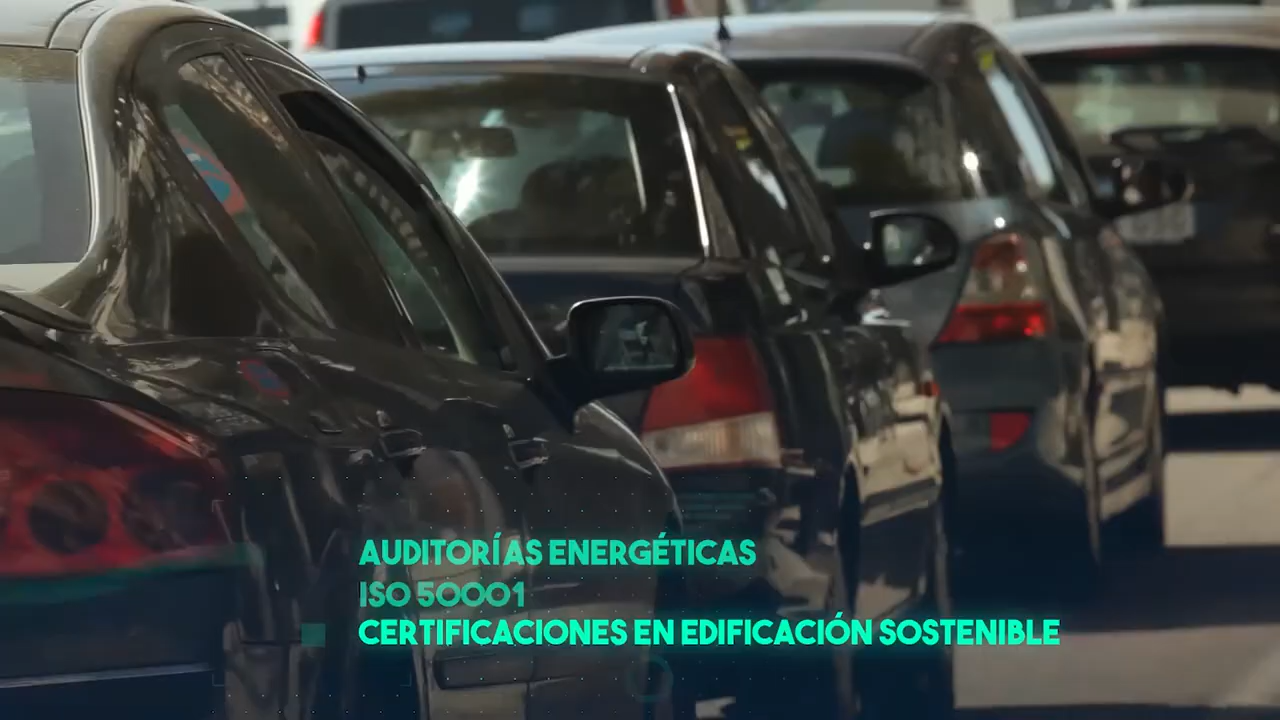 AUDITORÍAS ENERGÉTICAS
ISO 50001
CERTIFICACIONES EN EDIFICACIÓN SOSTENIBLE